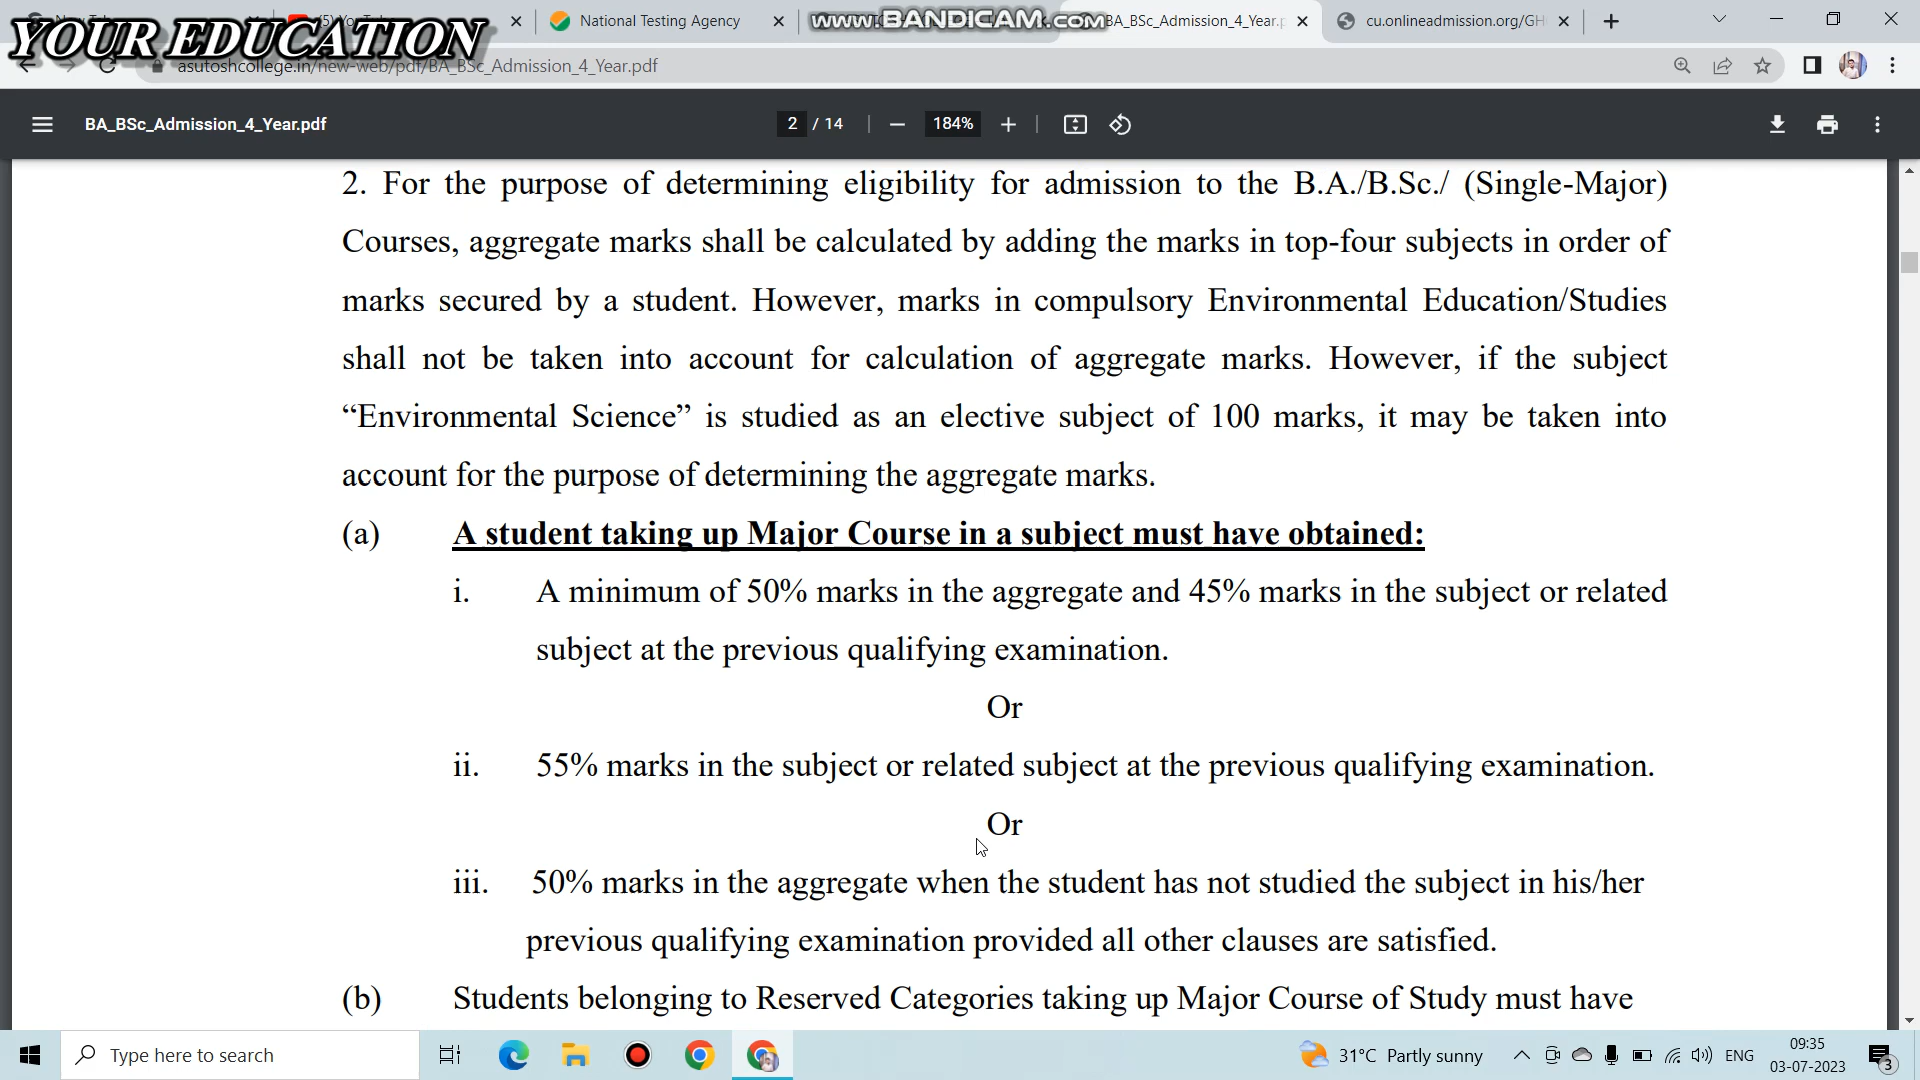 YOUR EDUCATION
www.BANDICAM.com
National Testing Agency
BA_BSc_Admission_4_Year.p
cu.onlineadmission.org/GH
asutoshcollege.in/new-web/pdf/BA_BSc_Admission_4_Year.pdf
BA_BSc_Admission_4_Year.pdf
2 / 14
184%
2. For the purpose of determining eligibility for admission to the B.A./B.Sc./ (Single-Major)
Courses, aggregate marks shall be calculated by adding the marks in top-four subjects in order of
marks secured by a student. However, marks in compulsory Environmental Education/Studies
shall not be taken into account for calculation of aggregate marks. However, if the subject
“Environmental Science” is studied as an elective subject of 100 marks, it may be taken into
account for the purpose of determining the aggregate marks.
(a) A student taking up Major Course in a subject must have obtained:
i. A minimum of 50% marks in the aggregate and 45% marks in the subject or related
subject at the previous qualifying examination.
Or
ii. 55% marks in the subject or related subject at the previous qualifying examination.
Or
iii. 50% marks in the aggregate when the student has not studied the subject in his/her
previous qualifying examination provided all other clauses are satisfied.
(b) Students belonging to Reserved Categories taking up Major Course of Study must have
Type here to search
31°C Partly sunny
ENG
09:35
03-07-2023
3